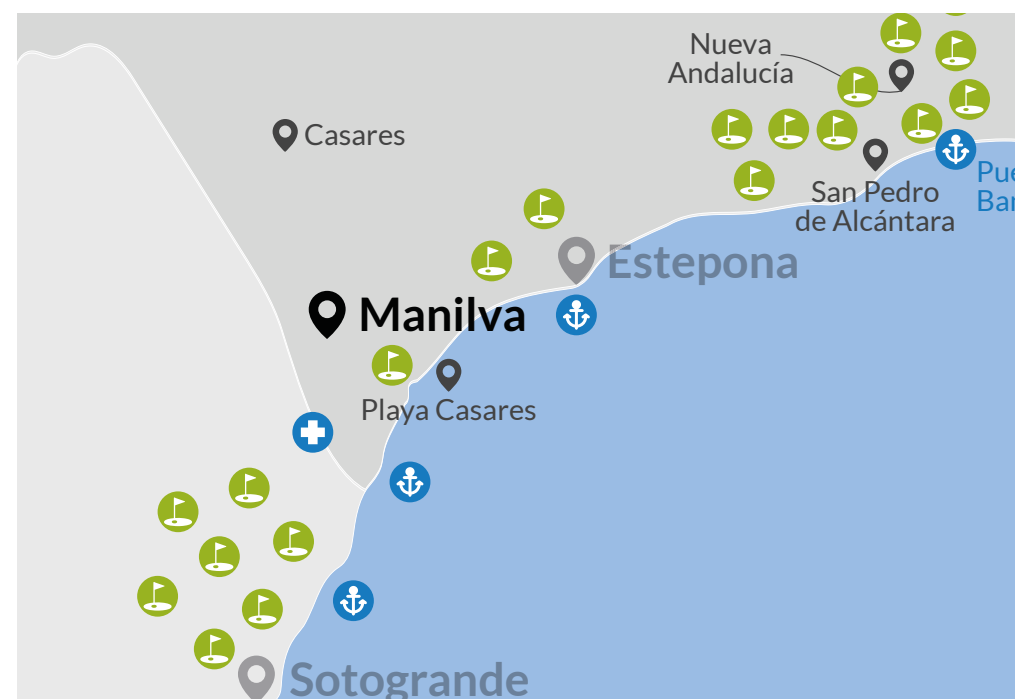 Nueva
Andalucía
Casares
San Pedro
de Alcántara
Estepona
Manilva
Playa Casares
Sotogrande